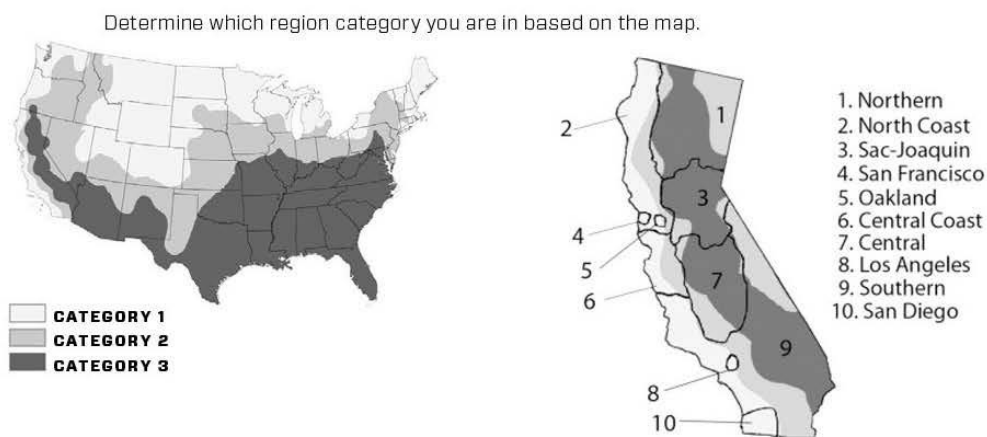 Determine which region category you are in based on the map.
CATEGORY 1
CATEGORY 2
CATEGORY 3
1
2
3
4
5
6
7
8
9
10
1. Northern
2. North Coast
3. Sac-Joaquin
4. San Francisco
5. Oakland
6. Central Coast
7. Central
8. Los Angeles
9. Southern
10. San Diego